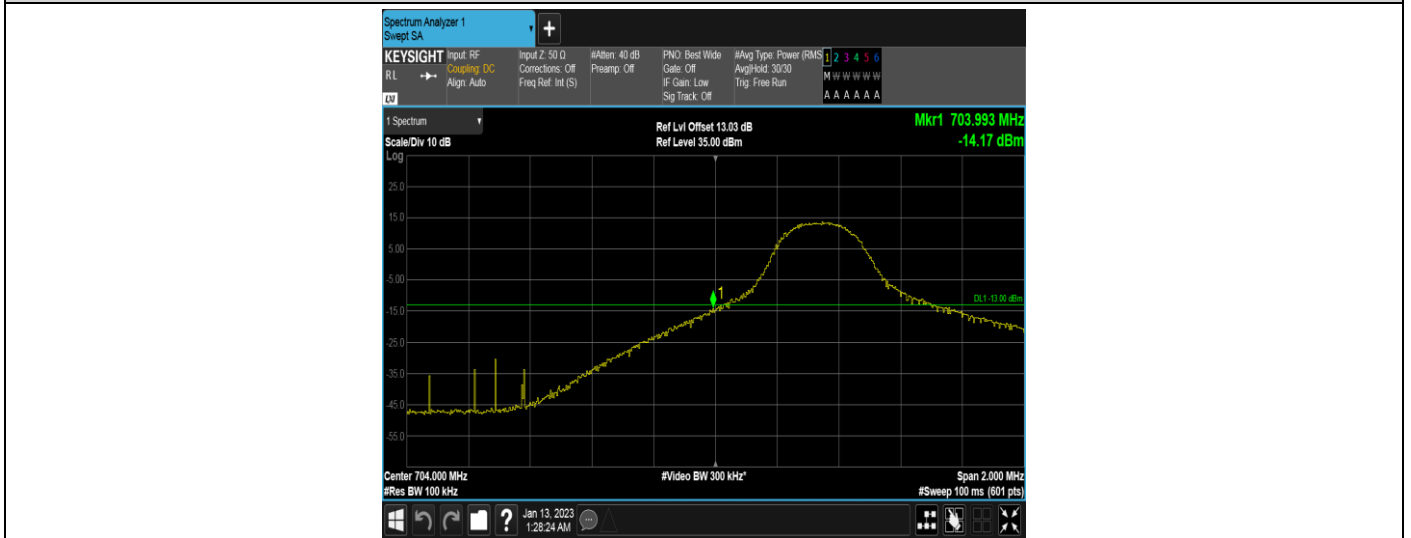 Spectrum Analyzer 1
Swept SA
+
KEYSIGHT
RL
LXI
Input: RF
Coupling: DC
Align: Auto
Input Z: 50 Ω
Corrections: Off
Freq Ref: Int (S)
#Atten: 40 dB
Preamp: Off
PNO: Best Wide
Gate: Off
IF Gain: Low
Sig Track: Off
#Avg Type: Power (RMS
Avg|Hold: 30/30
Trig: Free Run
1 2 3 4 5 6
M W W W W W
A A A A A A
1 Spectrum
Scale/Div 10 dB
Log
Ref Lvl Offset 13.03 dB
Ref Level 35.00 dBm
Mkr1 703.993 MHz
-14.17 dBm
25.0
15.0
5.00
-5.00
-15.0
-25.0
-35.0
-45.0
-55.0
1
DL1 -13.00 dBm
Center 704.000 MHz
#Res BW 100 kHz
#Video BW 300 kHz*
Span 2.000 MHz
#Sweep 100 ms (601 pts)
?
Jan 13, 2023
1:28:24 AM